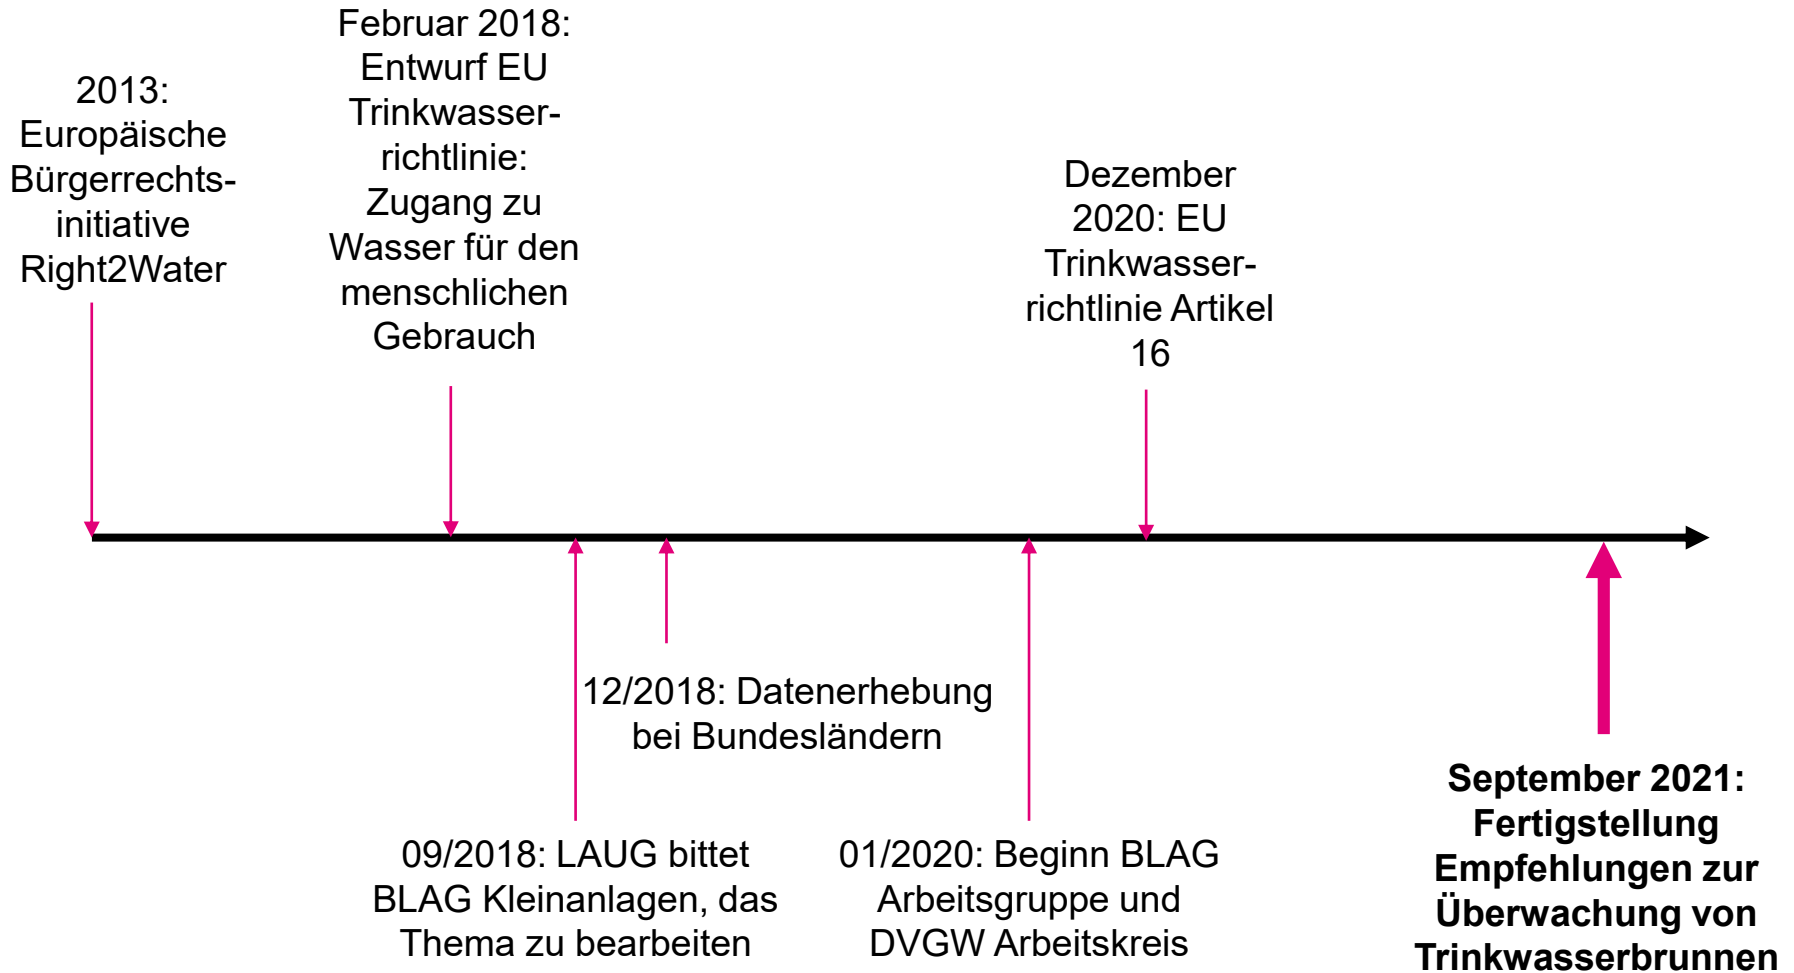 2013:
Europäische
Bürgerrechts-
initiative
Right2Water
Februar 2018:
Entwurf EU
Trinkwasser-
richtlinie:
Zugang zu
Wasser für den
menschlichen
Gebrauch
Dezember
2020: EU
Trinkwasser-
richtlinie Artikel
16
12/2018: Datenerhebung
bei Bundesländern
09/2018: LAUG bittet
BLAG Kleinanlagen, das
Thema zu bearbeiten
01/2020: Beginn BLAG
Arbeitsgruppe und
DVGW Arbeitskreis
September 2021:
Fertigstellung
Empfehlungen zur
Überwachung von
Trinkwasserbrunnen